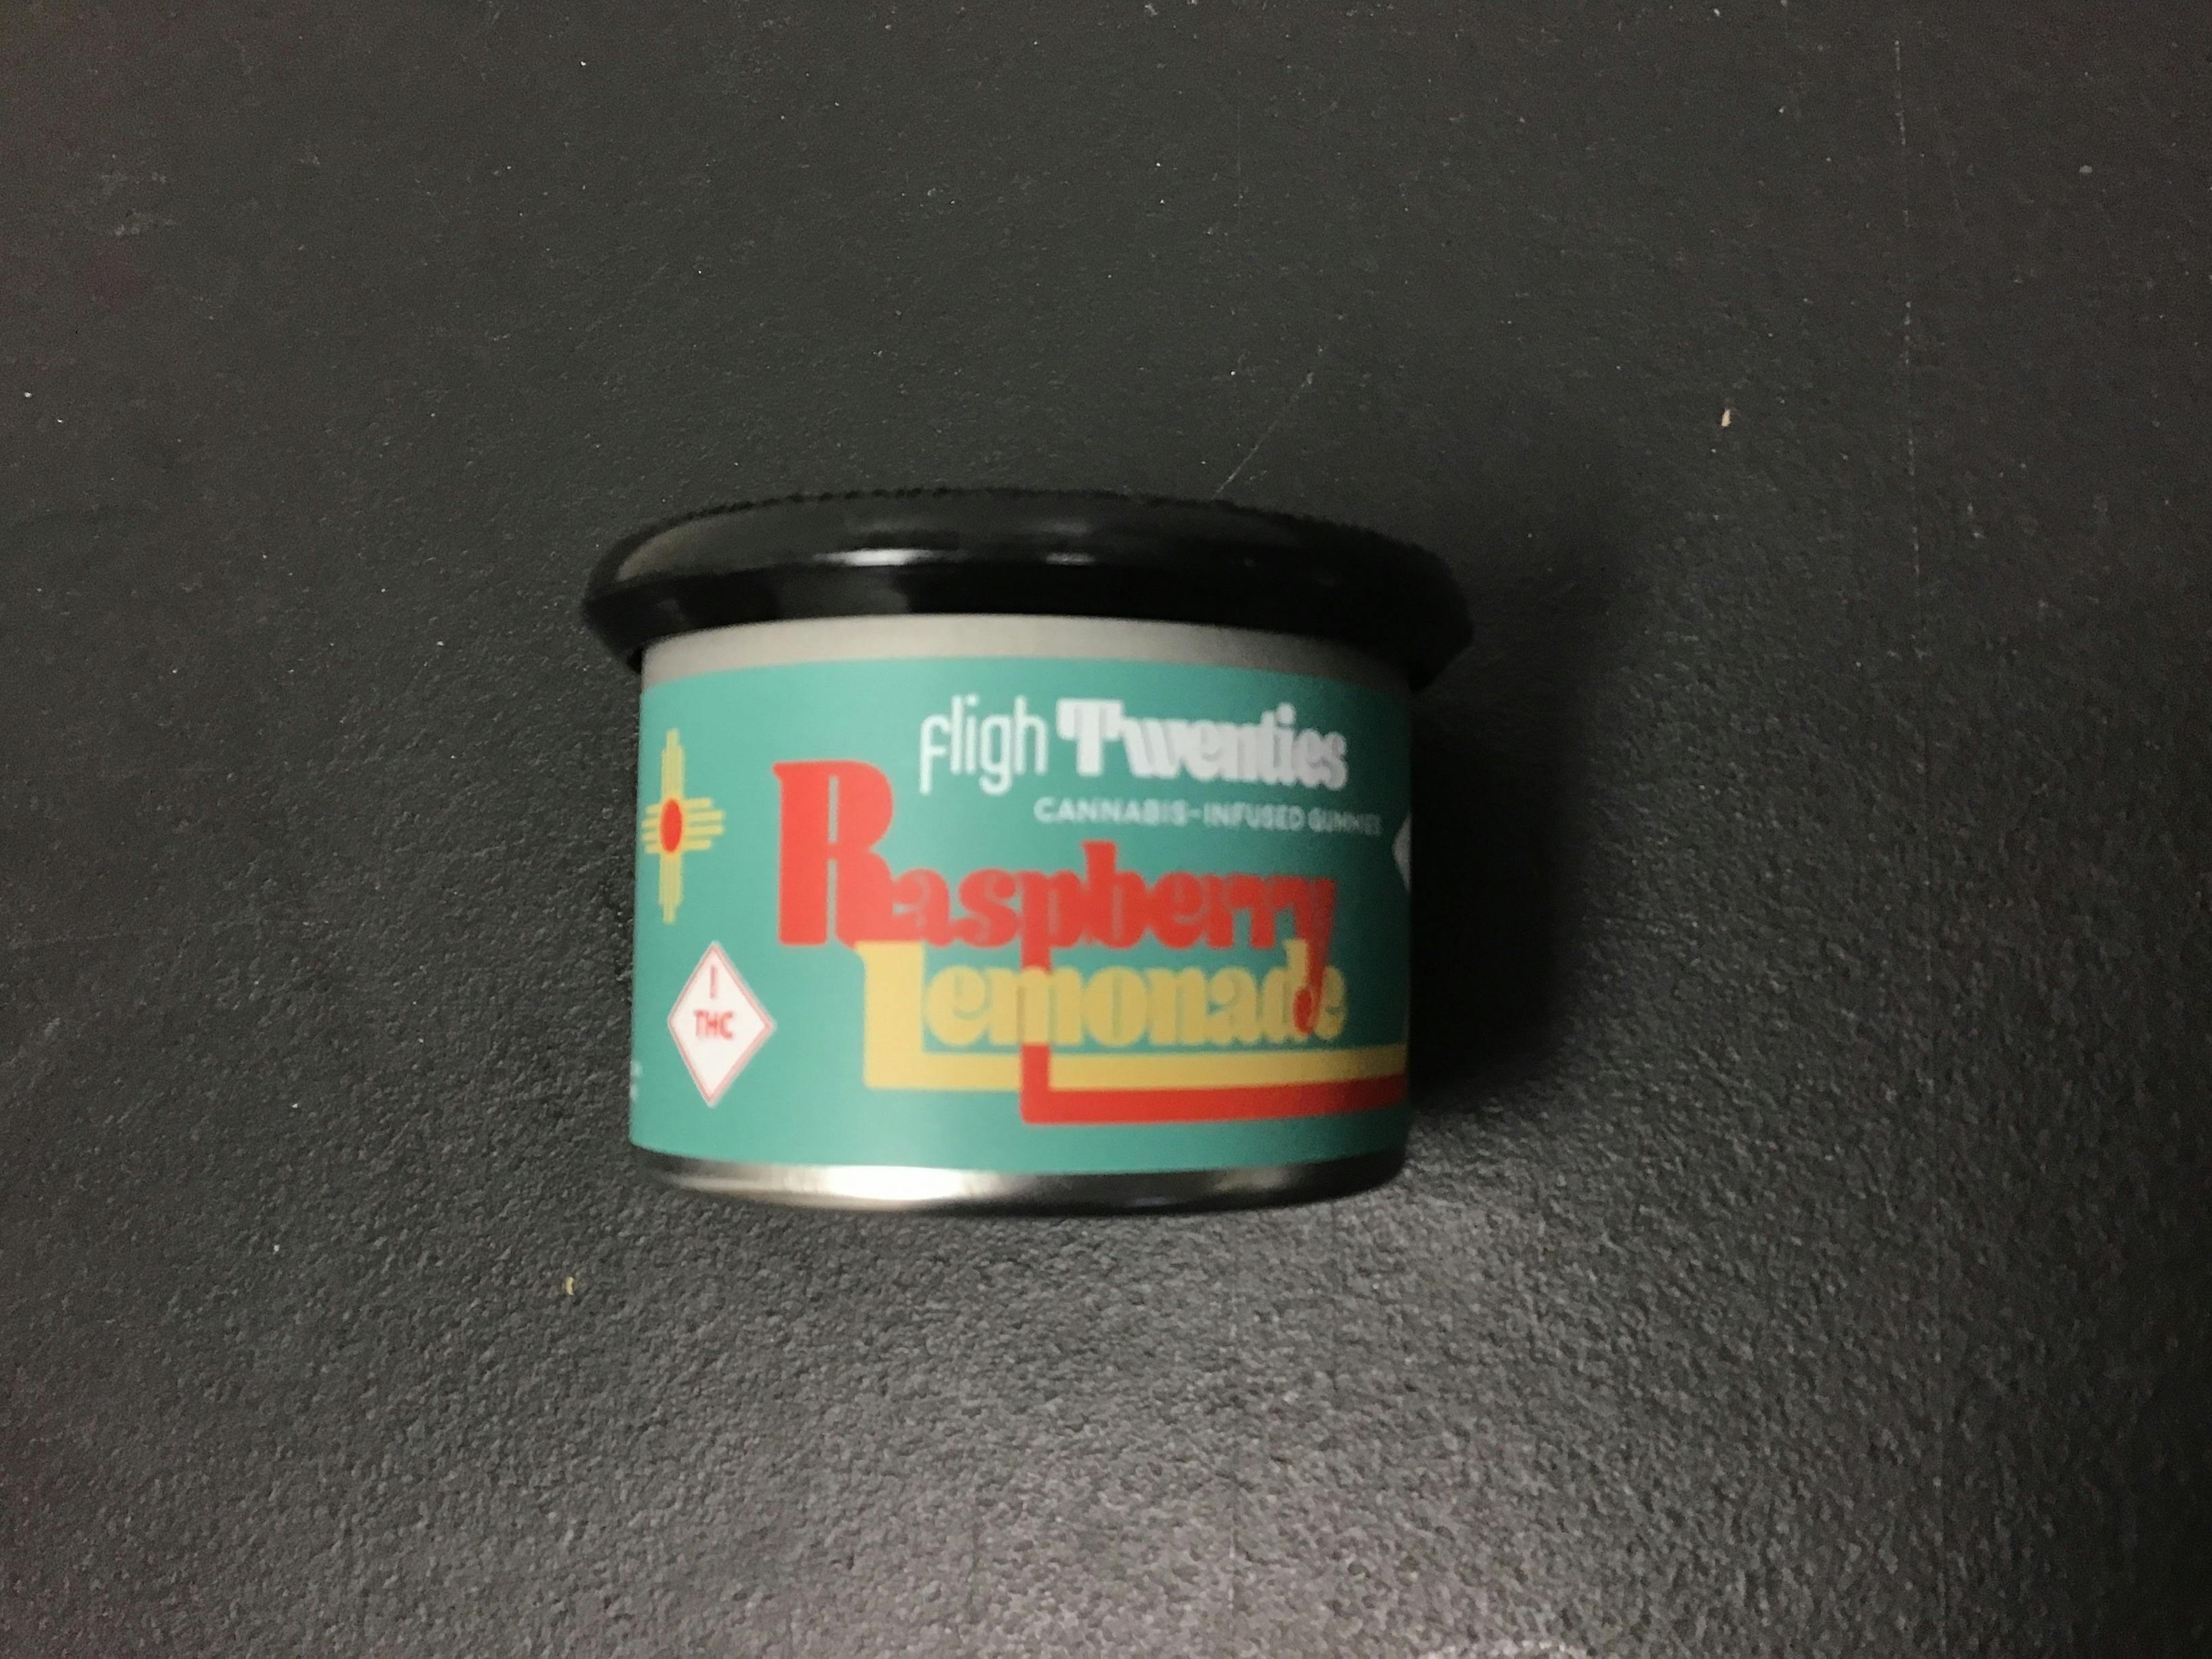 fligh Twenties
CANNABIS-INFUSED GUMMIES
Raspberry
Lemonade
!
THC